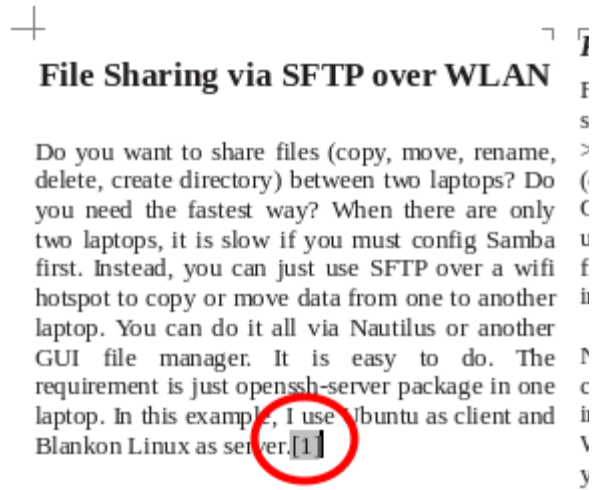 File Sharing via SFTP over WLAN
Do you want to share files (copy, move, rename,
delete, create directory) between two laptops? Do
you need the fastest way? When there are only
two laptops, it is slow if you must config Samba
first. Instead, you can just use SFTP over a wifi
hotspot to copy or move data from one to another
laptop. You can do it all via Nautilus or another
GUI file manager. It is easy to do. The
requirement is just openssh-server package in one
laptop. In this example, I use Ubuntu as client and
Blankon Linux as server.[1]